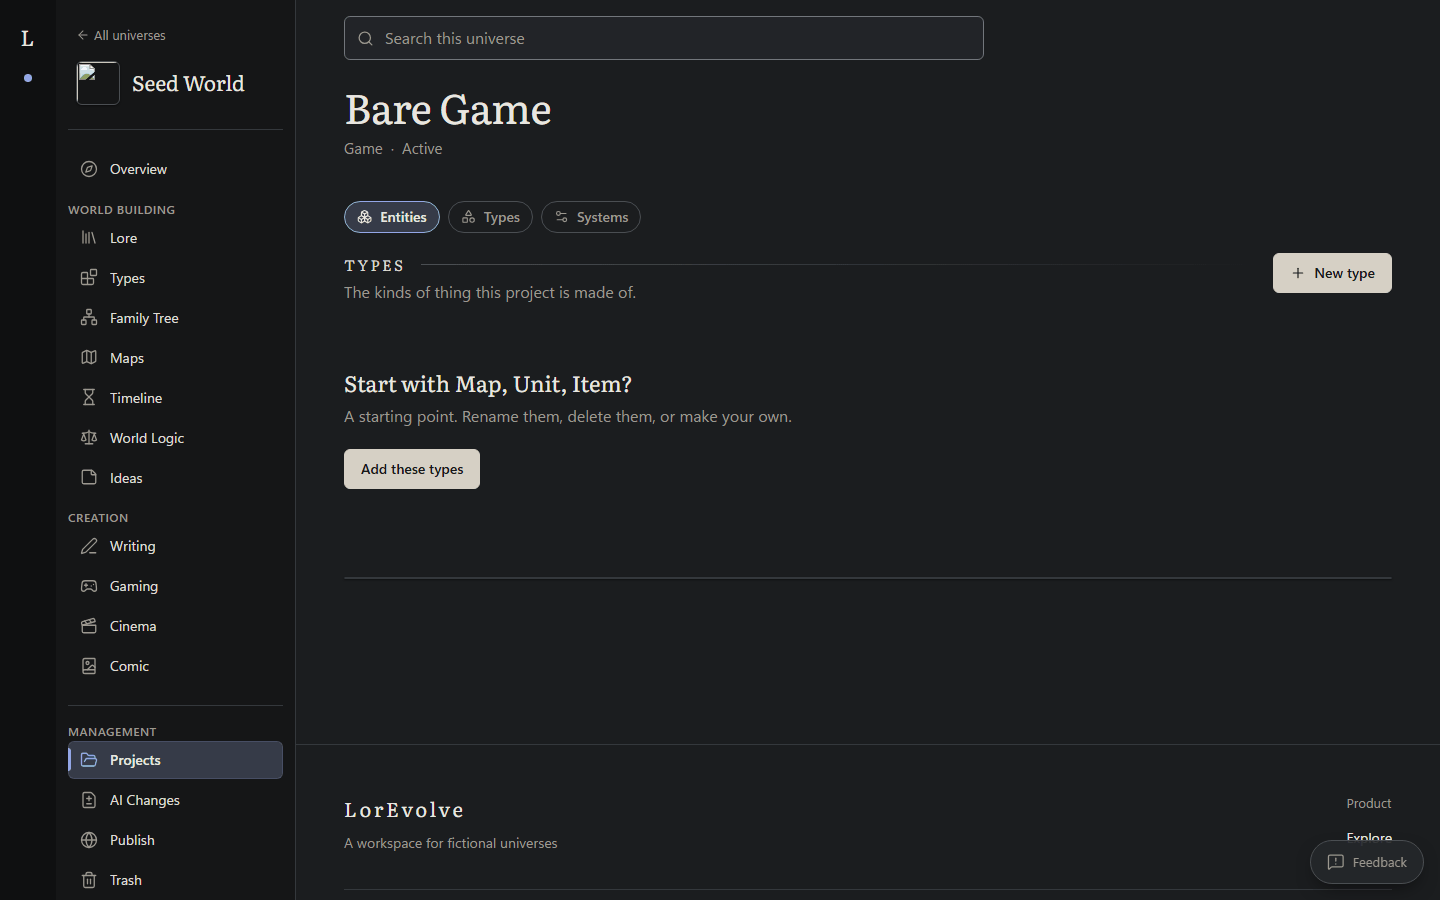 L
All universes
Seed World
Overview
WORLD BUILDING
Lore
Types
Family Tree
Maps
Timeline
World Logic
Ideas
CREATION
Writing
Gaming
Cinema
Comic
MANAGEMENT
Projects
AI Changes
Publish
Trash
Search this universe
Bare Game
Game · Active
Entities
Types
Systems
TYPES
The kinds of thing this project is made of.
New type
Start with Map, Unit, Item?
A starting point. Rename them, delete them, or make your own.
Add these types
LorEvolve
A workspace for fictional universes
Product
Explore
Feedback